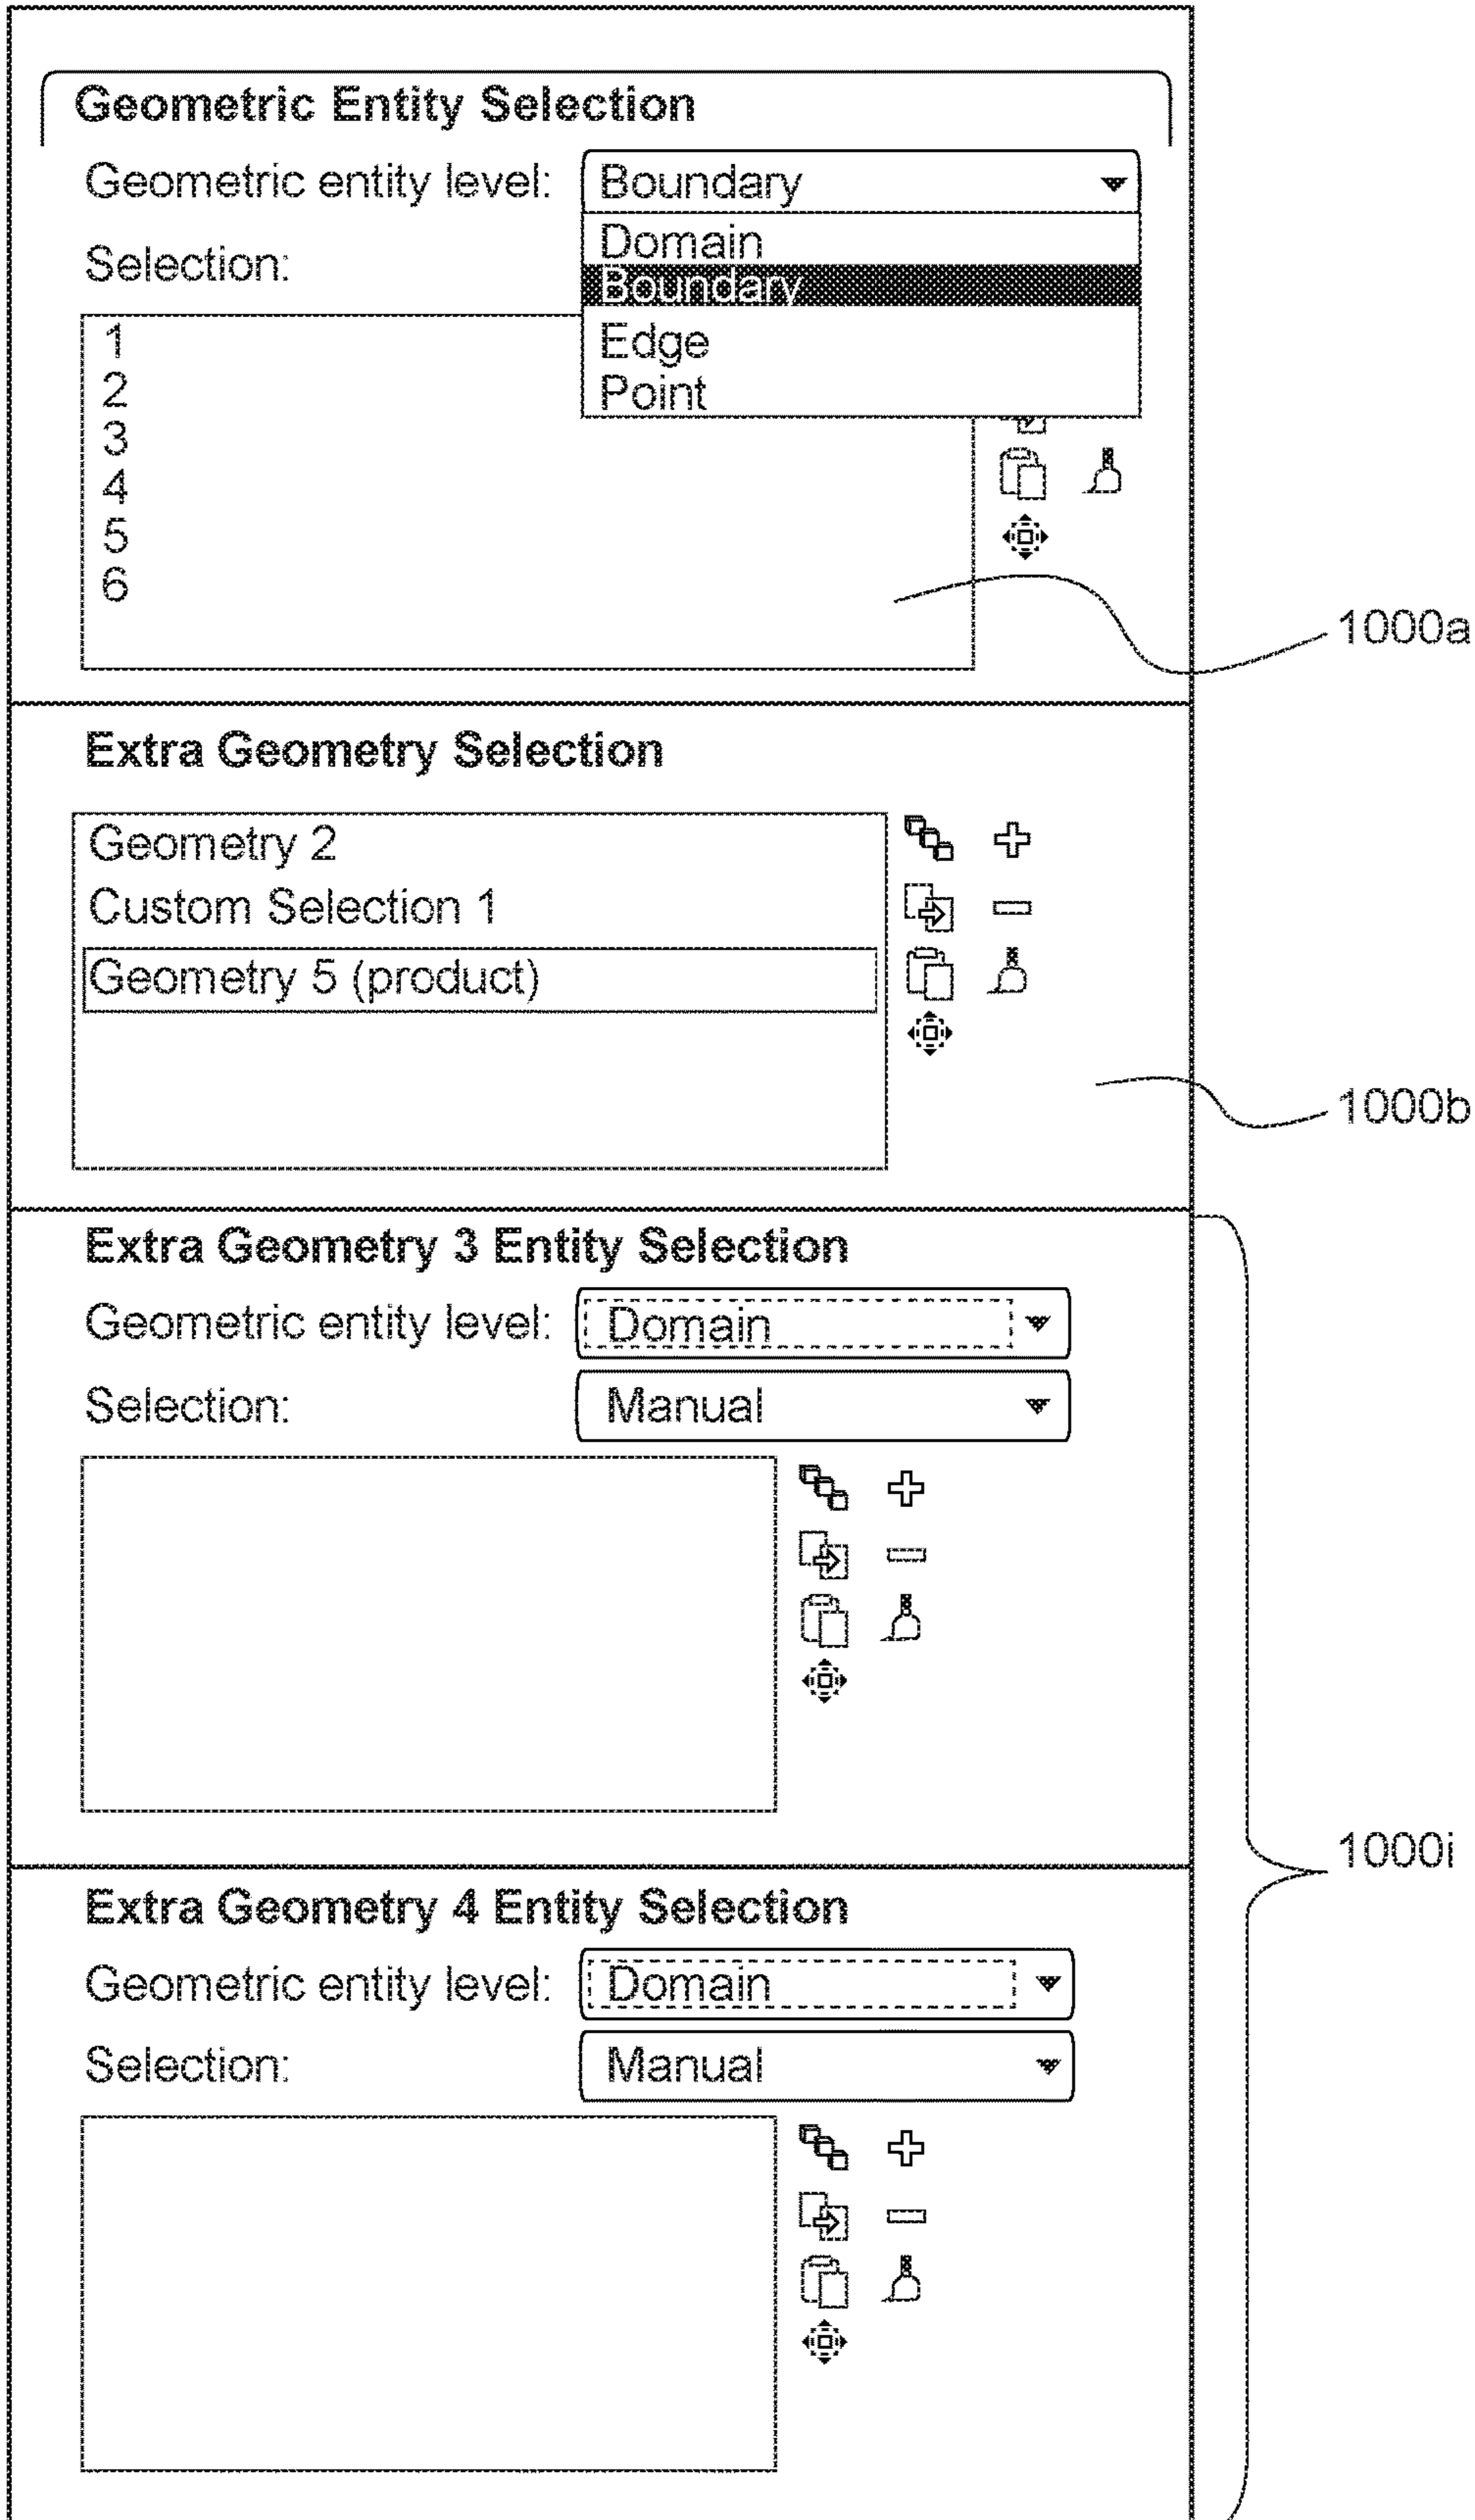 Geometric Entity Selection
Geometric entity level: Boundary
Domain
Selection:
Boundary
1
Edge
2
Point
3
4
5
6
1000a
Extra Geometry Selection
Geometry 2
Custom Selection 1
Geometry 5 (product)
1000b
Extra Geometry 3 Entity Selection
Geometric entity level: Domain
Selection: Manual
1000i
Extra Geometry 4 Entity Selection
Geometric entity level: Domain
Selection: Manual